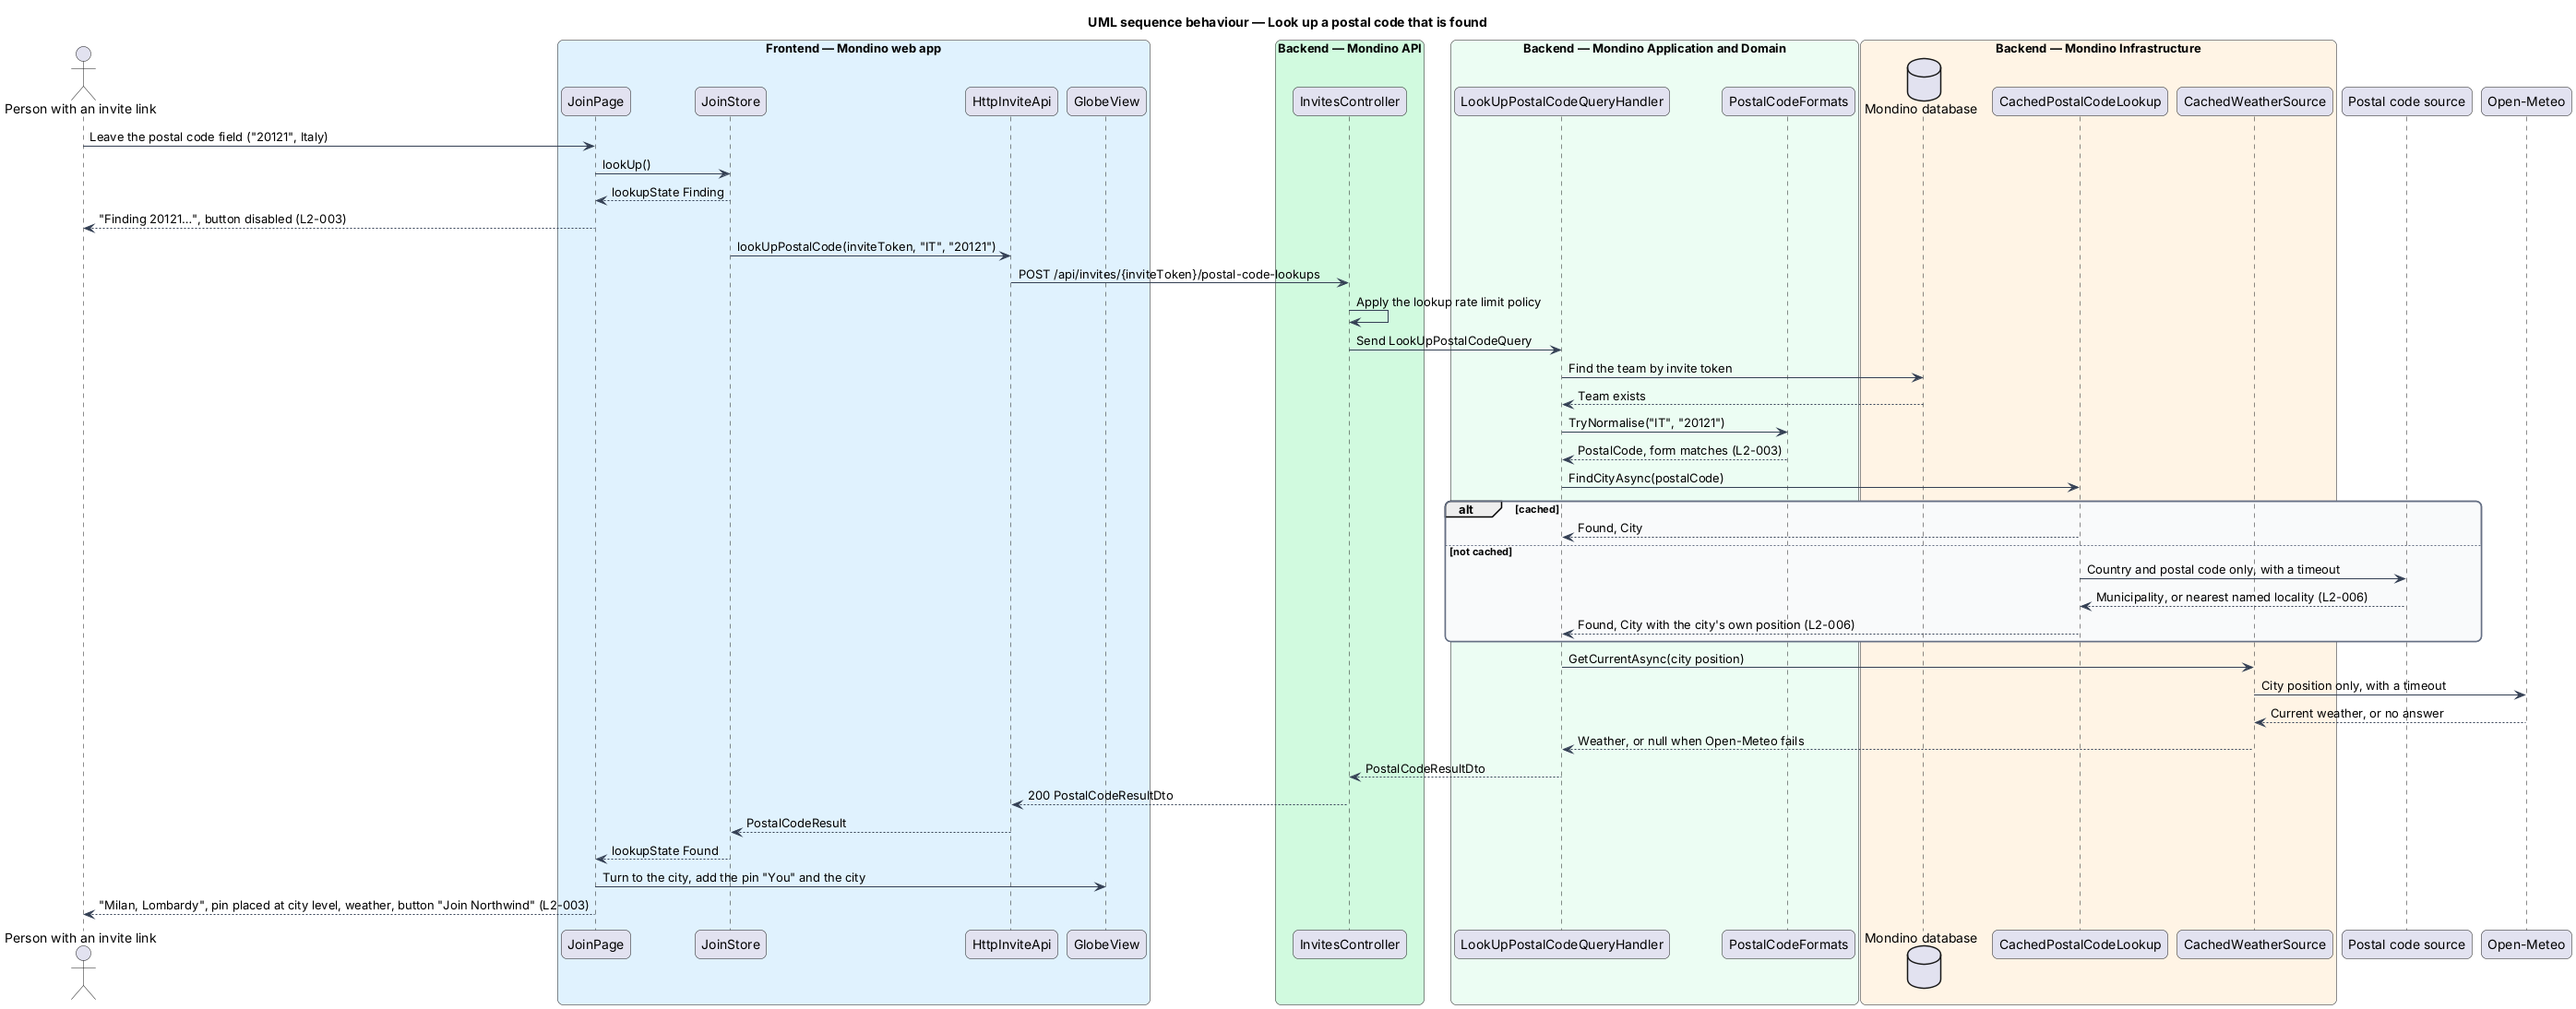 UML sequence behaviour — Look up a postal code that is found
Frontend — Mondino web app
Backend — Mondino API
Backend — Mondino Application and Domain
Backend — Mondino Infrastructure
Person with an invite link
JoinPage
JoinStore
HttpInviteApi
GlobeView
InvitesController
LookUpPostalCodeQueryHandler
PostalCodeFormats
Mondino database
CachedPostalCodeLookup
CachedWeatherSource
Postal code source
Open-Meteo
Leave the postal code field ("20121", Italy)
lookUp()
lookupState Finding
"Finding 20121...", button disabled (L2-003)
lookUpPostalCode(inviteToken, "IT", "20121")
POST /api/invites/{inviteToken}/postal-code-lookups
Apply the lookup rate limit policy
Send LookUpPostalCodeQuery
Find the team by invite token
Team exists
TryNormalise("IT", "20121")
PostalCode, form matches (L2-003)
FindCityAsync(postalCode)
alt
[cached]
Found, City
[not cached]
Country and postal code only, with a timeout
Municipality, or nearest named locality (L2-006)
Found, City with the city's own position (L2-006)
GetCurrentAsync(city position)
City position only, with a timeout
Current weather, or no answer
Weather, or null when Open-Meteo fails
PostalCodeResultDto
200 PostalCodeResultDto
PostalCodeResult
lookupState Found
Turn to the city, add the pin "You" and the city
"Milan, Lombardy", pin placed at city level, weather, button "Join Northwind" (L2-003)
Person with an invite link
JoinPage
JoinStore
HttpInviteApi
GlobeView
InvitesController
LookUpPostalCodeQueryHandler
PostalCodeFormats
Mondino database
CachedPostalCodeLookup
CachedWeatherSource
Postal code source
Open-Meteo